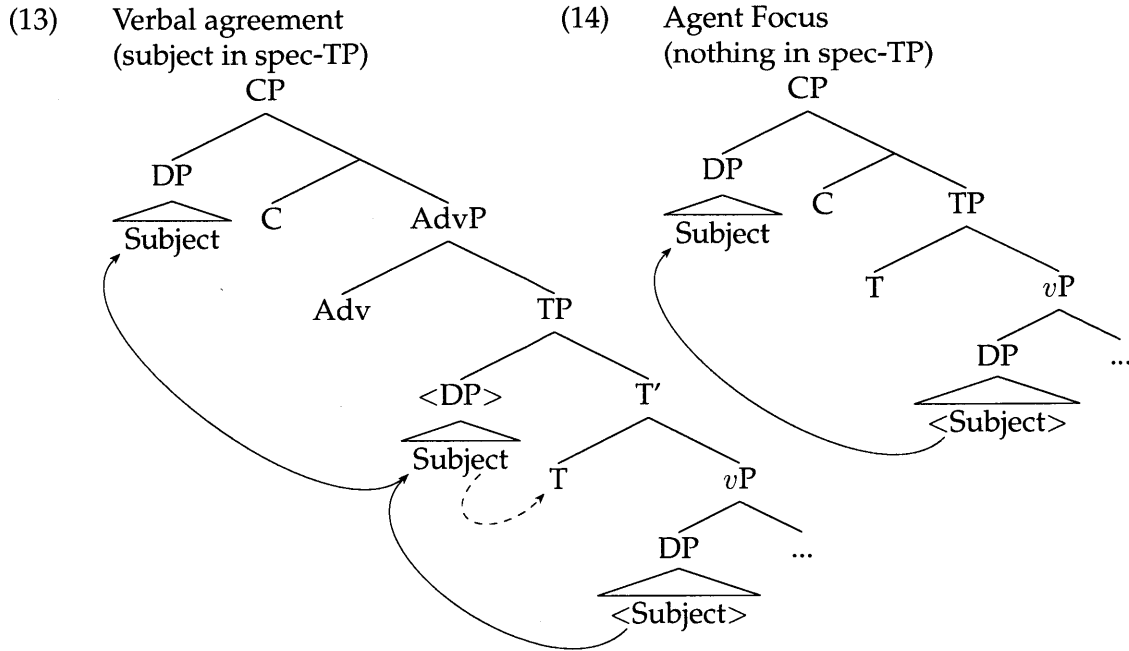 (13) Verbal agreement
(subject in spec-TP)
CP
DP
Subject
C
AdvP
Adv
TP
<DP>
Subject
T′
T
vP
DP
<Subject>
...
(14) Agent Focus
(nothing in spec-TP)
CP
DP
Subject
C
TP
T
vP
DP
<Subject>
...